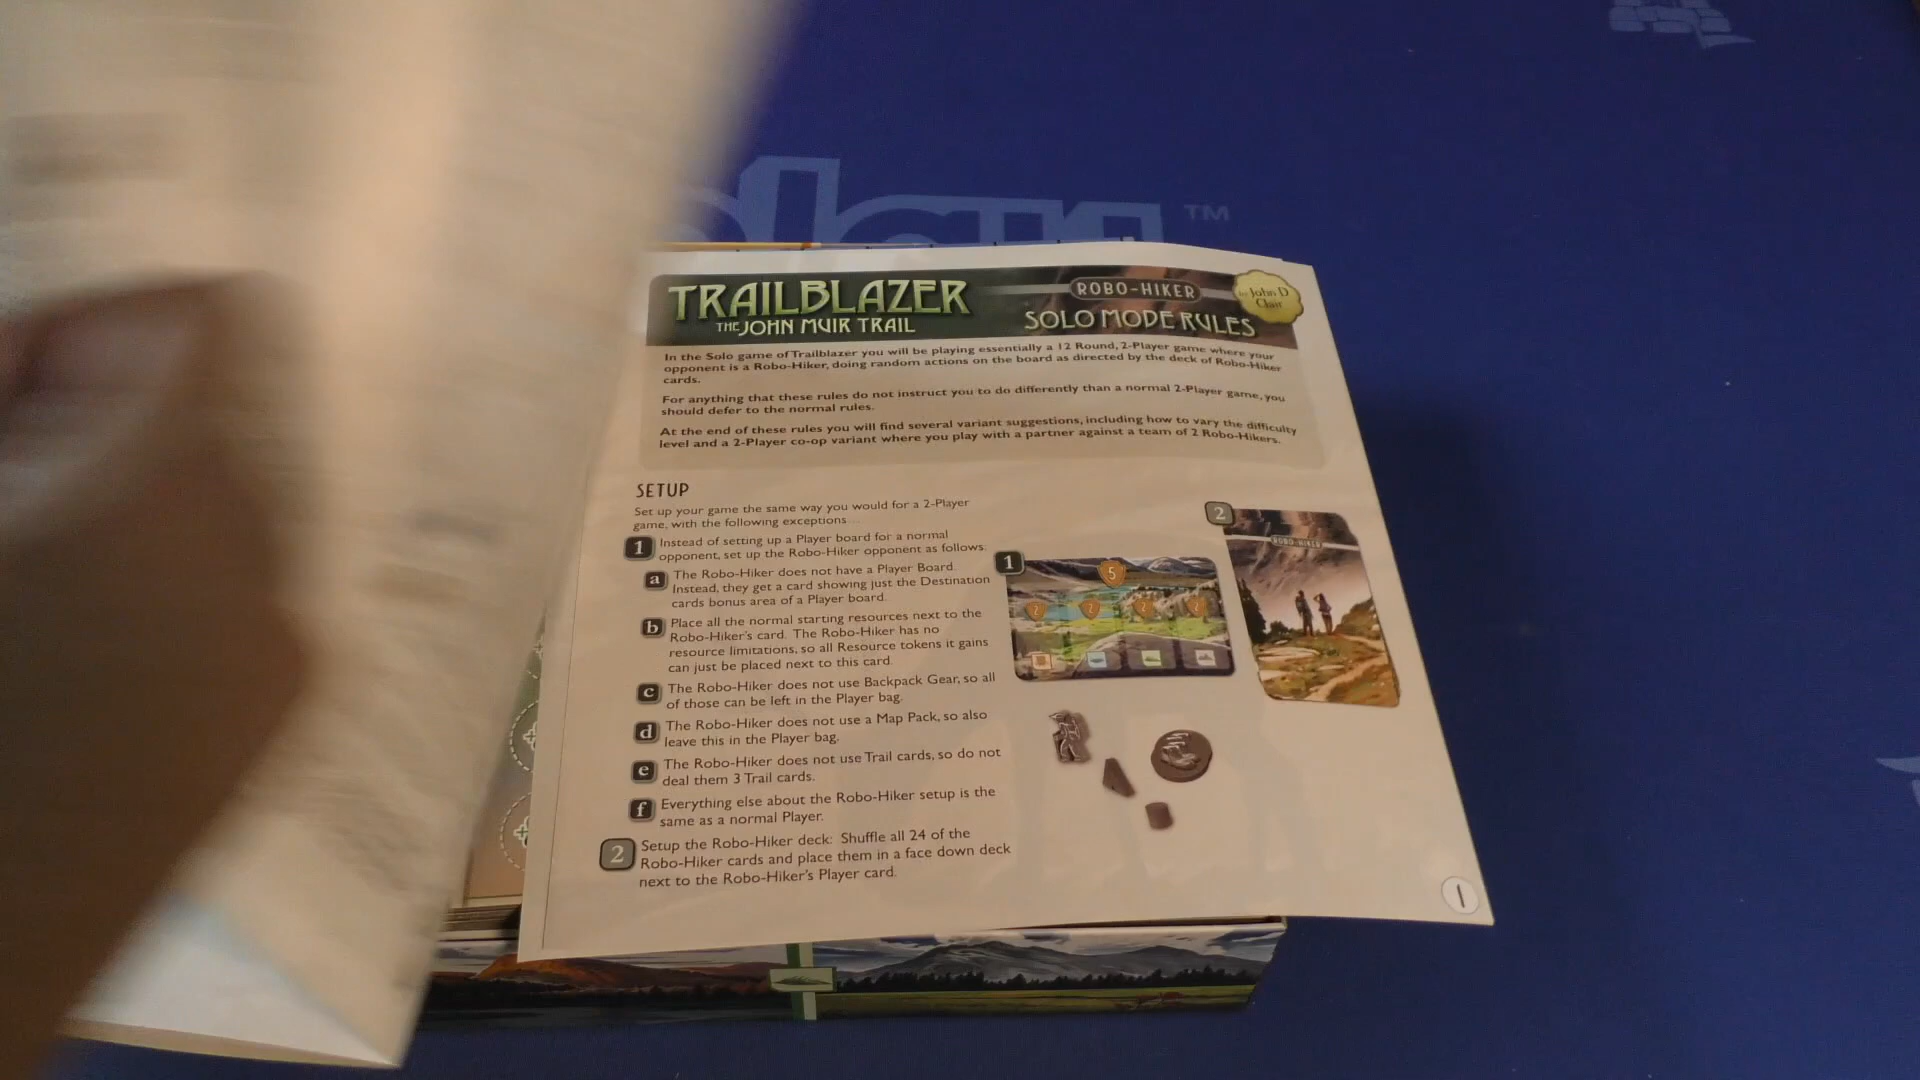 TM
TRAILBLAZER
THE JOHN MUIR TRAIL
ROBO-HIKER
SOLO MODE RULES
by John D.
Clair
In the Solo game of Trailblazer you will be playing essentially a 12 Round, 2-Player game where your
opponent is a Robo-Hiker, doing random actions on the board as directed by the deck of Robo-Hiker
cards.
For anything that these rules do not instruct you to do differently than a normal 2-Player game, you
should defer to the normal rules.
At the end of these rules you will find several variant suggestions, including how to vary the difficulty
level and a 2-Player co-op variant where you play with a partner against a team of 2 Robo-Hikers.
SETUP
Set up your game the same way you would for a 2-Player
game, with the following exceptions...
1 Instead of setting up a Player board for a normal
opponent, set up the Robo-Hiker opponent as follows:
a The Robo-Hiker does not have a Player Board.
Instead, they get a card showing just the Destination
cards bonus area of a Player board.
b Place all the normal starting resources next to the
Robo-Hiker's card. The Robo-Hiker has no
resource limitations, so all Resource tokens it gains
can just be placed next to this card.
c The Robo-Hiker does not use Backpack Gear, so all
of those can be left in the Player bag.
d The Robo-Hiker does not use a Map Pack, so also
leave this in the Player bag.
e The Robo-Hiker does not use Trail cards, so do not
deal them 3 Trail cards.
f Everything else about the Robo-Hiker setup is the
same as a normal Player.
2 Setup the Robo-Hiker deck: Shuffle all 24 of the
Robo-Hiker cards and place them in a face down deck
next to the Robo-Hiker's Player card.
1
5
2 2 2 2
2
ROBO-HIKER
1